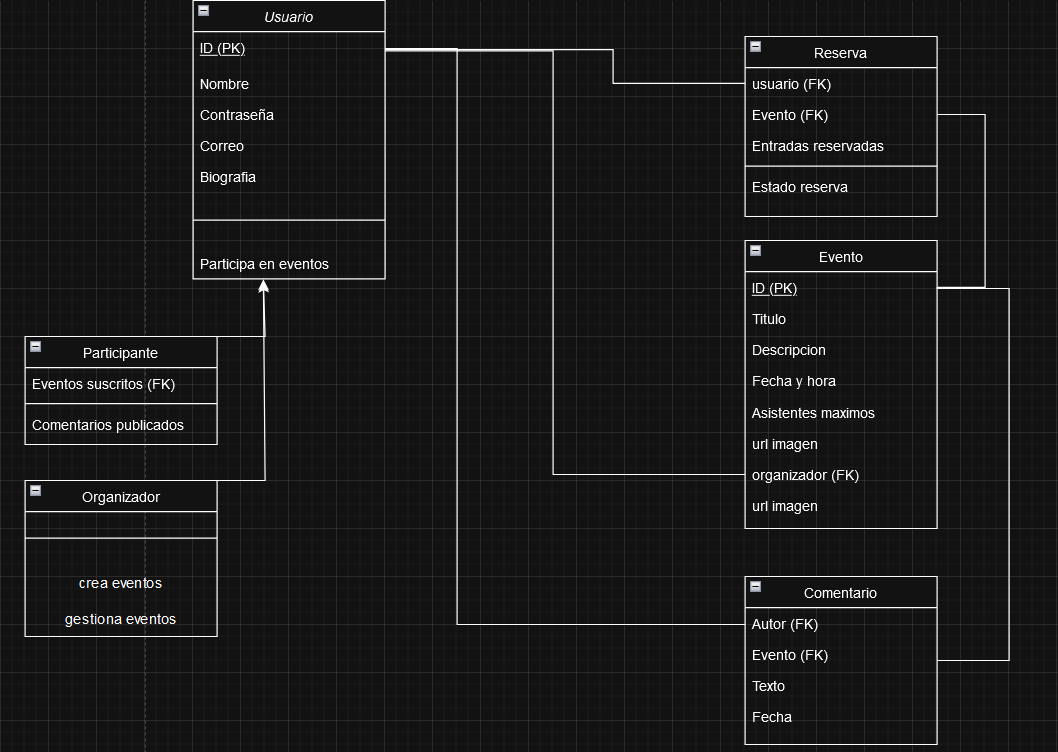 Usuario
ID (PK)
Nombre
Contraseña
Correo
Biografia
Participa en eventos
Participante
Eventos suscritos (FK)
Comentarios publicados
Organizador
crea eventos
gestiona eventos
Reserva
usuario (FK)
Evento (FK)
Entradas reservadas
Estado reserva
Evento
ID (PK)
Titulo
Descripcion
Fecha y hora
Asistentes maximos
url imagen
organizador (FK)
url imagen
Comentario
Autor (FK)
Evento (FK)
Texto
Fecha